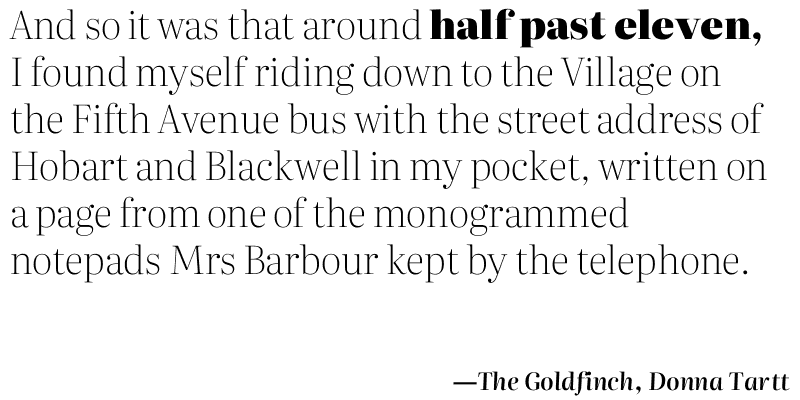 And so it was that around half past eleven,
I found myself riding down to the Village on
the Fifth Avenue bus with the street address of
Hobart and Blackwell in my pocket, written on
a page from one of the monogrammed
notepads Mrs Barbour kept by the telephone.
—The Goldfinch, Donna Tartt